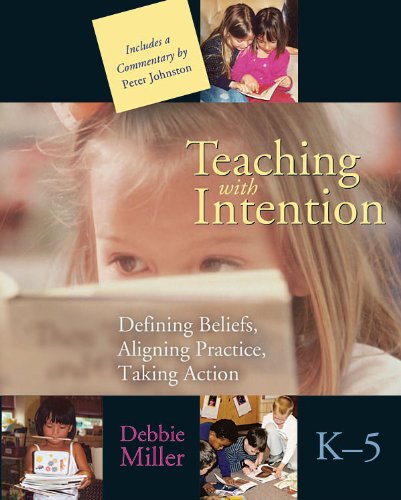 Includes a
Commentary by
Peter Johnston
Teaching
with
Intention
Defining Beliefs,
Aligning Practice,
Taking Action
Debbie
Miller
K–5